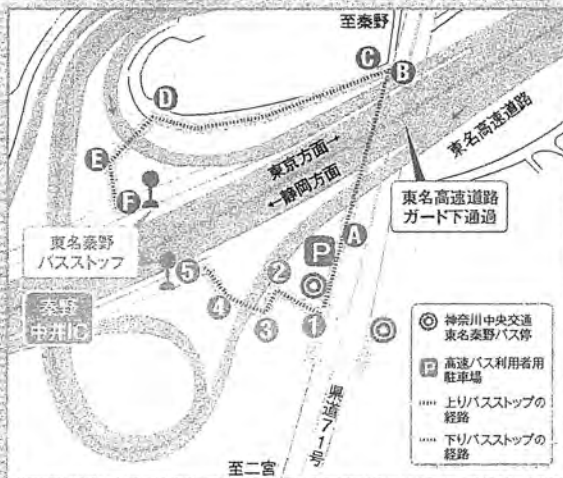 至秦野
C
B
D
東名高速道路
E
東京方面→
←静岡方面
F
A
東名高速道路
ガード下通過
東名秦野
バスストップ
P
5
2
4
3
1
秦野
中井IC
神奈川中央交通
東名秦野バス停
P
高速バス利用者用
駐車場
上りバスストップの
経路
下りバスストップの
経路
県道71号
至二宮